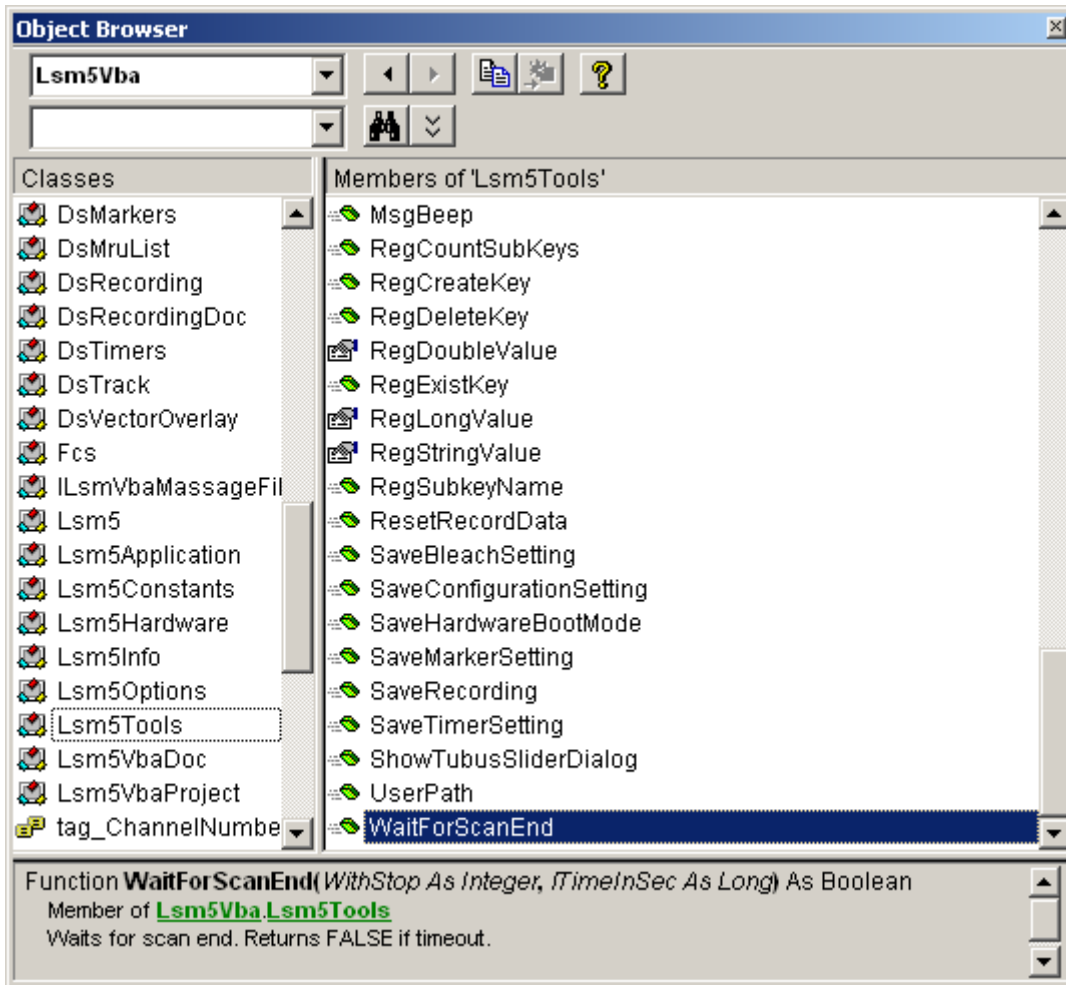 Object Browser
Lsm5Vba
Classes
DsMarkers
DsMruList
DsRecording
DsRecordingDoc
DsTimers
DsTrack
DsVectorOverlay
Fcs
ILsmVbaMassageFil
Lsm5
Lsm5Application
Lsm5Constants
Lsm5Hardware
Lsm5Info
Lsm5Options
Lsm5Tools
Lsm5VbaDoc
Lsm5VbaProject
tag_ChannelNumbe
Members of 'Lsm5Tools'
MsgBeep
RegCountSubKeys
RegCreateKey
RegDeleteKey
RegDoubleValue
RegExistKey
RegLongValue
RegStringValue
RegSubkeyName
ResetRecordData
SaveBleachSetting
SaveConfigurationSetting
SaveHardwareBootMode
SaveMarkerSetting
SaveRecording
SaveTimerSetting
ShowTubusSliderDialog
UserPath
WaitForScanEnd
Function WaitForScanEnd(WithStop As Integer, lTimeInSec As Long) As Boolean
Member of Lsm5Vba.Lsm5Tools
Waits for scan end. Returns FALSE if timeout.